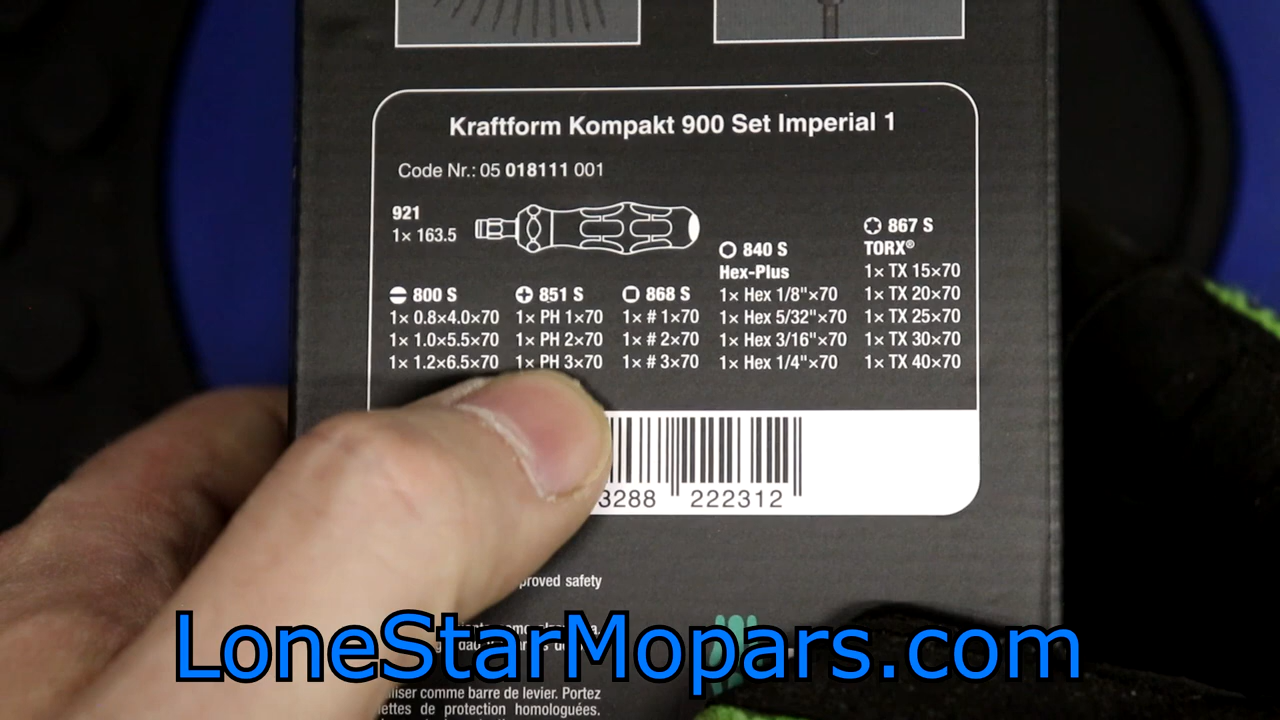 Kraftform Kompakt 900 Set Imperial 1
Code Nr.: 05 018111 001
921
1× 163.5
800 S
1× 0.8×4.0×70
1× 1.0×5.5×70
1× 1.2×6.5×70
851 S
1× PH 1×70
1× PH 2×70
1× PH 3×70
868 S
1× # 1×70
1× # 2×70
1× # 3×70
840 S
Hex-Plus
1× Hex 1/8"×70
1× Hex 5/32"×70
1× Hex 3/16"×70
1× Hex 1/4"×70
867 S
TORX®
1× TX 15×70
1× TX 20×70
1× TX 25×70
1× TX 30×70
1× TX 40×70
3288 222312
proved safety
LoneStarMopars.com
iliser comme barre de levier. Portez
ettes de protection homologuées.